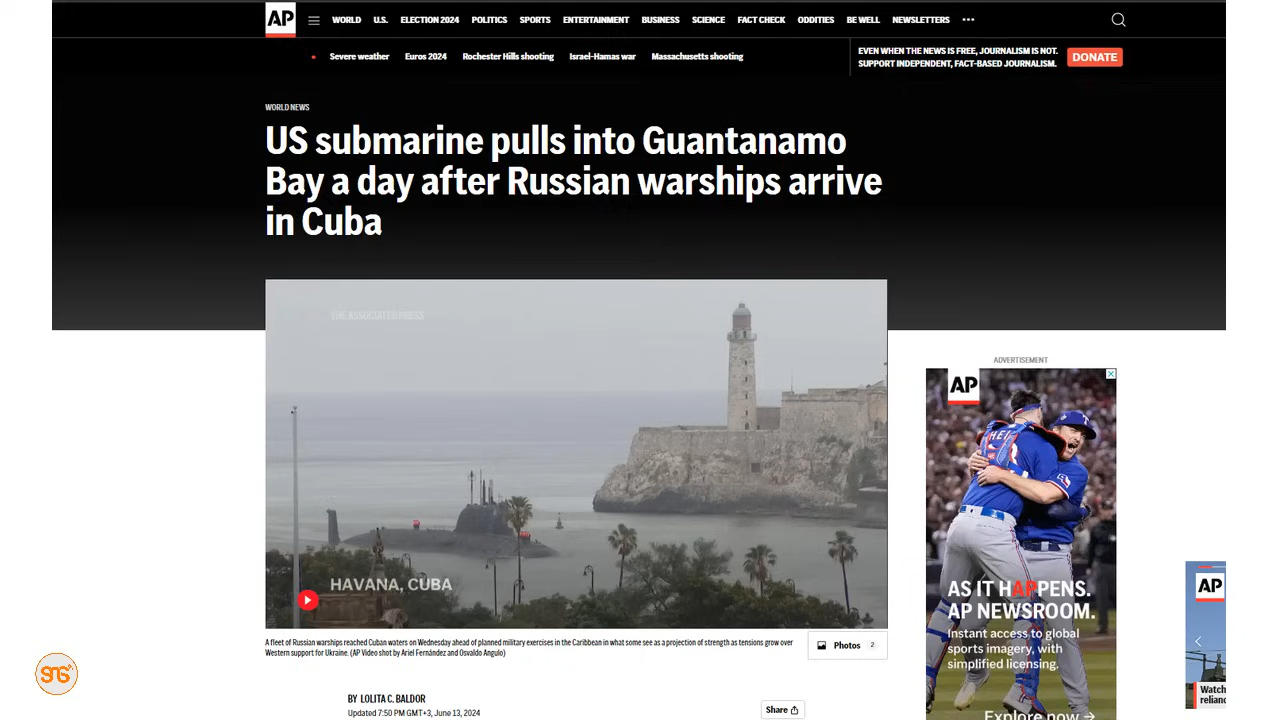 AP
WORLD U.S. ELECTION 2024 POLITICS SPORTS ENTERTAINMENT BUSINESS SCIENCE FACT CHECK ODDITIES BE WELL NEWSLETTERS
Severe weather Euros 2024 Rochester Hills shooting Israel-Hamas war Massachusetts shooting
EVEN WHEN THE NEWS IS FREE, JOURNALISM IS NOT.
SUPPORT INDEPENDENT, FACT-BASED JOURNALISM.
DONATE
WORLD NEWS
US submarine pulls into Guantanamo
Bay a day after Russian warships arrive
in Cuba
THE ASSOCIATED PRESS
HAVANA, CUBA
A fleet of Russian warships reached Cuban waters on Wednesday ahead of planned military exercises in the Caribbean in what some see as a projection of strength as tensions grow over
Western support for Ukraine. (AP Video shot by Ariel Fernández and Osvaldo Angulo)
Photos 2
BY LOLITA C. BALDOR
Updated 7:50 PM GMT+3, June 13, 2024
Share
ADVERTISEMENT
AP
AS IT HAPPENS.
AP NEWSROOM.
Instant access to global
sports imagery, with
simplified licensing.
Explore now →
AP
Watch
relianc